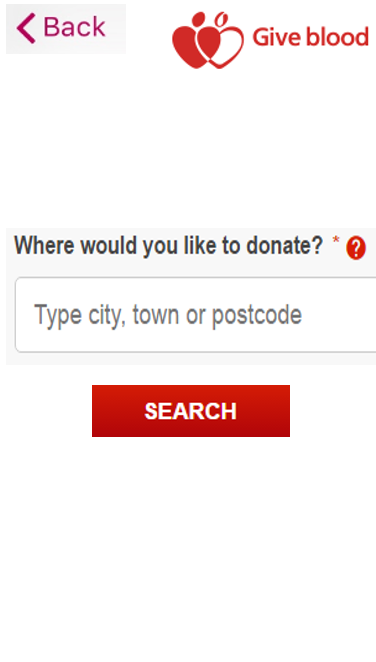 Back
Give blood
Where would you like to donate? * ?
Type city, town or postcode
SEARCH